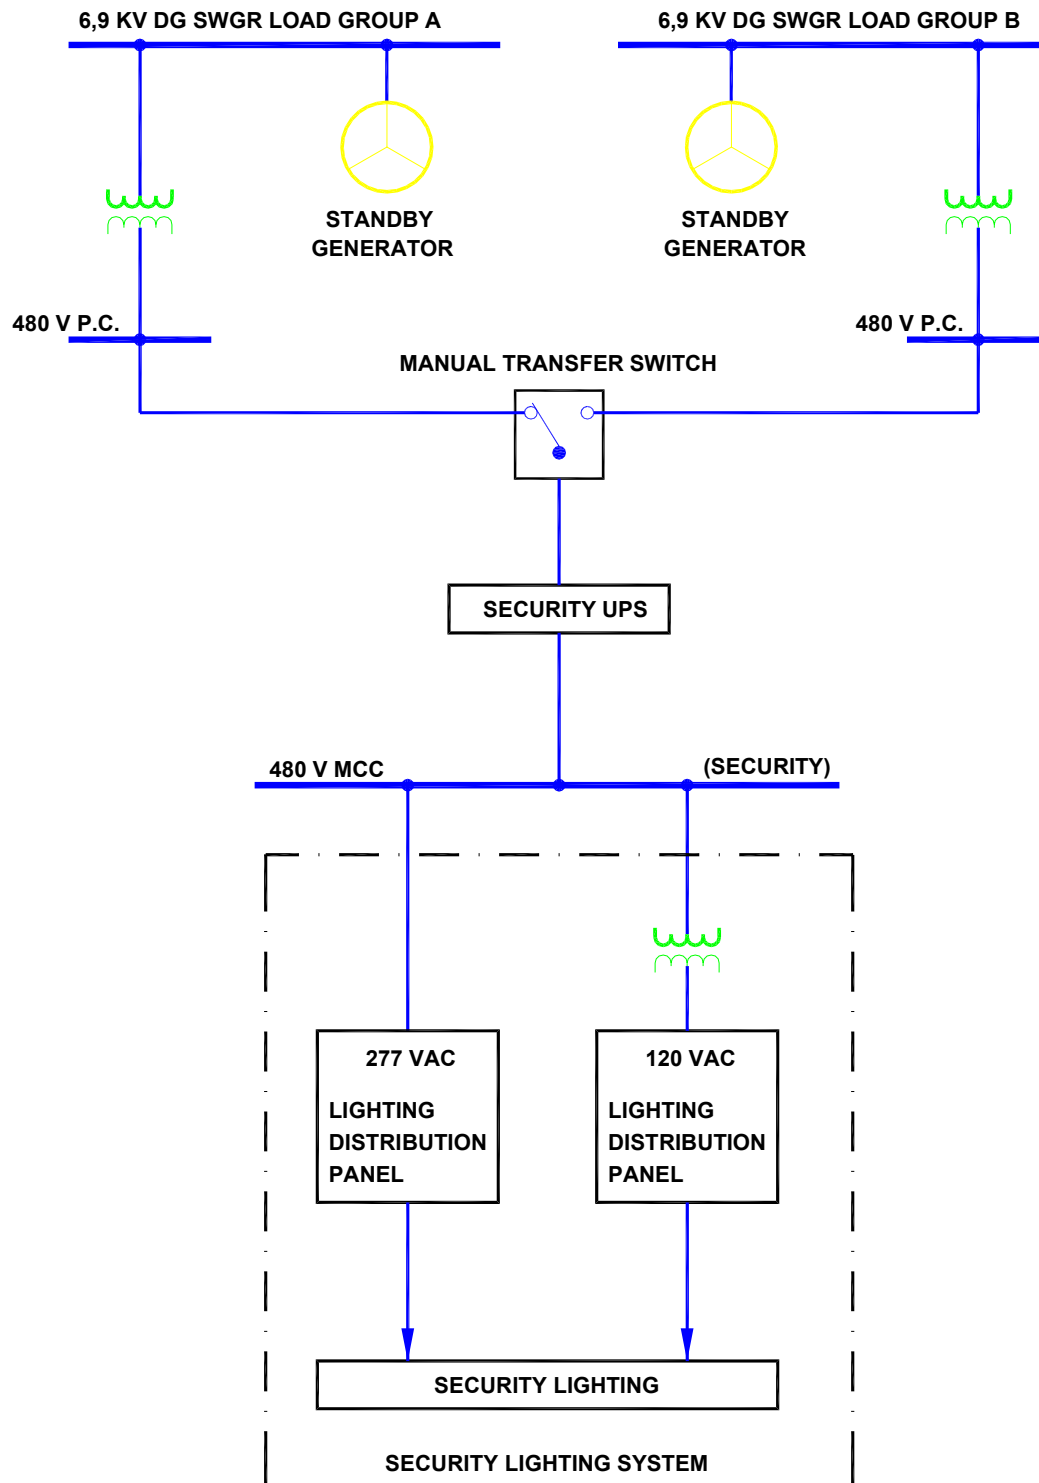 6,9 KV DG SWGR LOAD GROUP A
6,9 KV DG SWGR LOAD GROUP B
STANDBY
GENERATOR
STANDBY
GENERATOR
480 V P.C.
480 V P.C.
MANUAL TRANSFER SWITCH
SECURITY UPS
480 V MCC
(SECURITY)
277 VAC
LIGHTING
DISTRIBUTION
PANEL
120 VAC
LIGHTING
DISTRIBUTION
PANEL
SECURITY LIGHTING
SECURITY LIGHTING SYSTEM